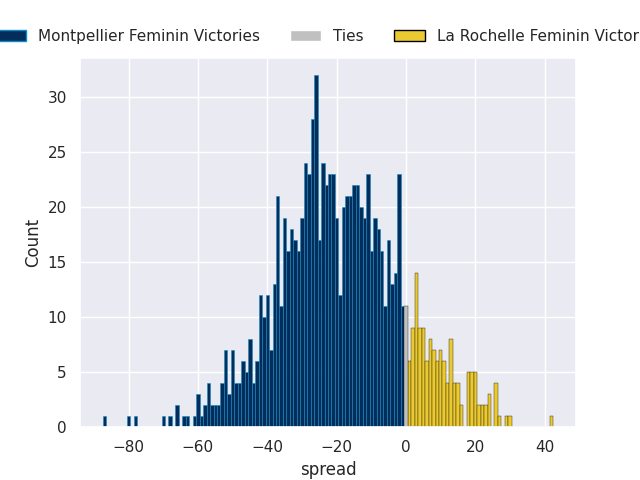 Montpellier Feminin Victories Ties La Rochelle Feminin Victor
30
25
20
15
10
5
0
Count
−80 −60 −40 −20 0 20 40
spread